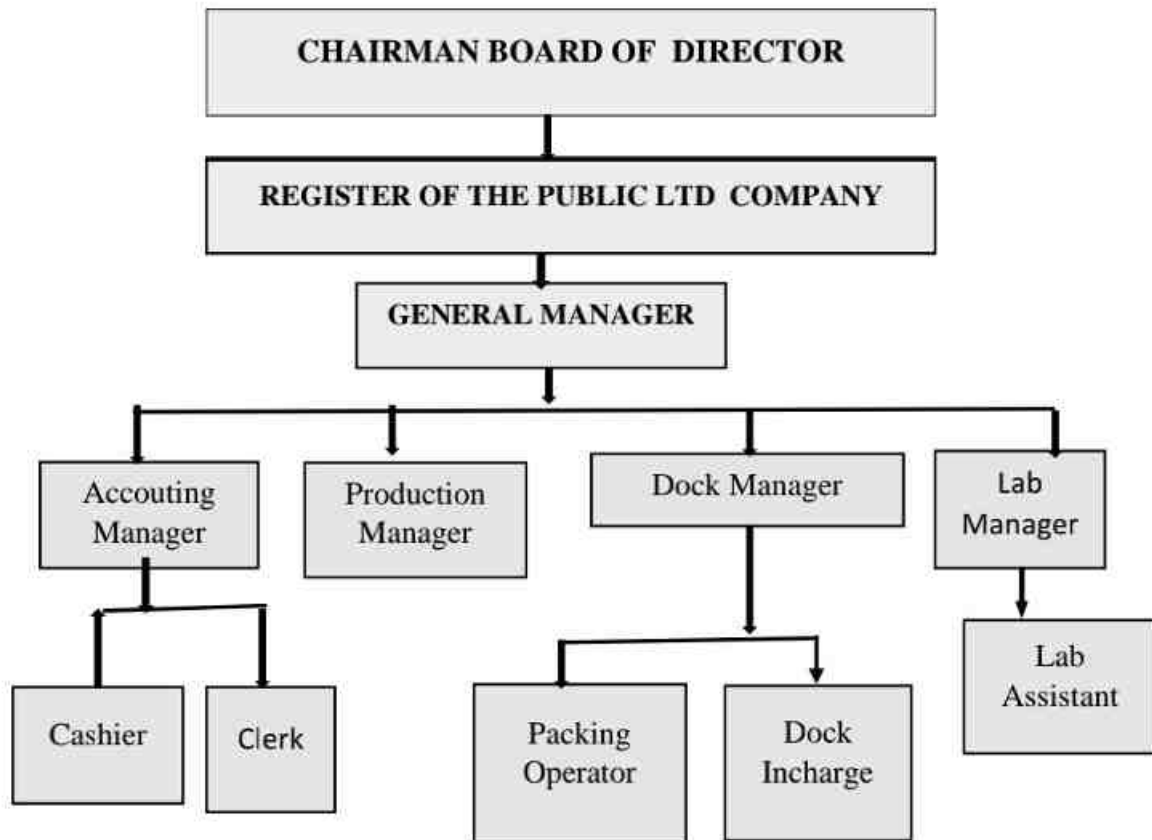 CHAIRMAN BOARD OF DIRECTOR
REGISTER OF THE PUBLIC LTD COMPANY
GENERAL MANAGER
Accouting
Manager
Production
Manager
Dock Manager
Lab
Manager
Cashier
Clerk
Packing
Operator
Dock
Incharge
Lab
Assistant